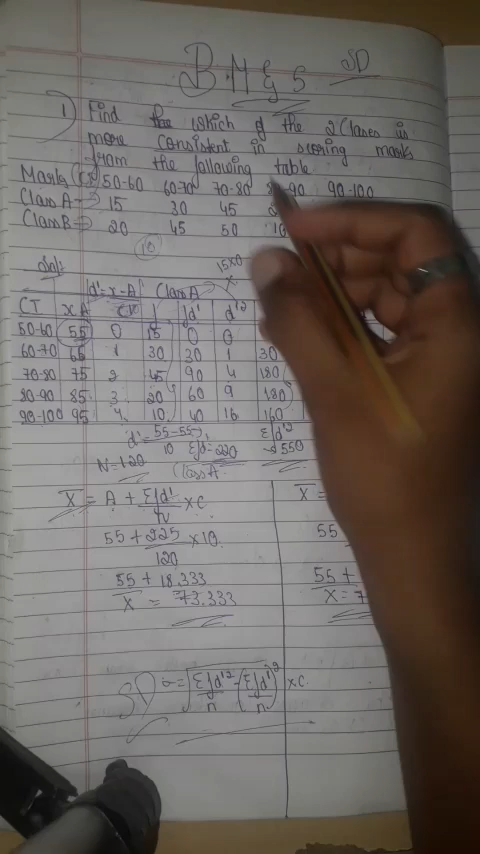 B.M & S SD
1) Find the which of the 2 Clases is
more consistent in scoring marks
from the following table
Marks 50-60 60-70 70-80 90-100
Class A → 15 30 45
Class B → 20 45 50 10
10
Sol:
15x0
d' = x-A Class A
CT x A f fd' d'2
50-60 55 0 15 0 0
60-70 65 1 30 30 1 30
70-80 75 2 45 90 4 180
80-90 85 3 20 60 9 180
90-100 95 4 10 40 16 160
d' = 55-55 Σfd'2
10 Σfd' = 220 550
N = 120
Class A
X = A + Σfd' x C X =
N
55 + 225 x 10 55
120
55 + 18.333 55 +
X = 73.333 X = 7
SD σ = √Σfd'2/n - (Σfd'/n)2 x C